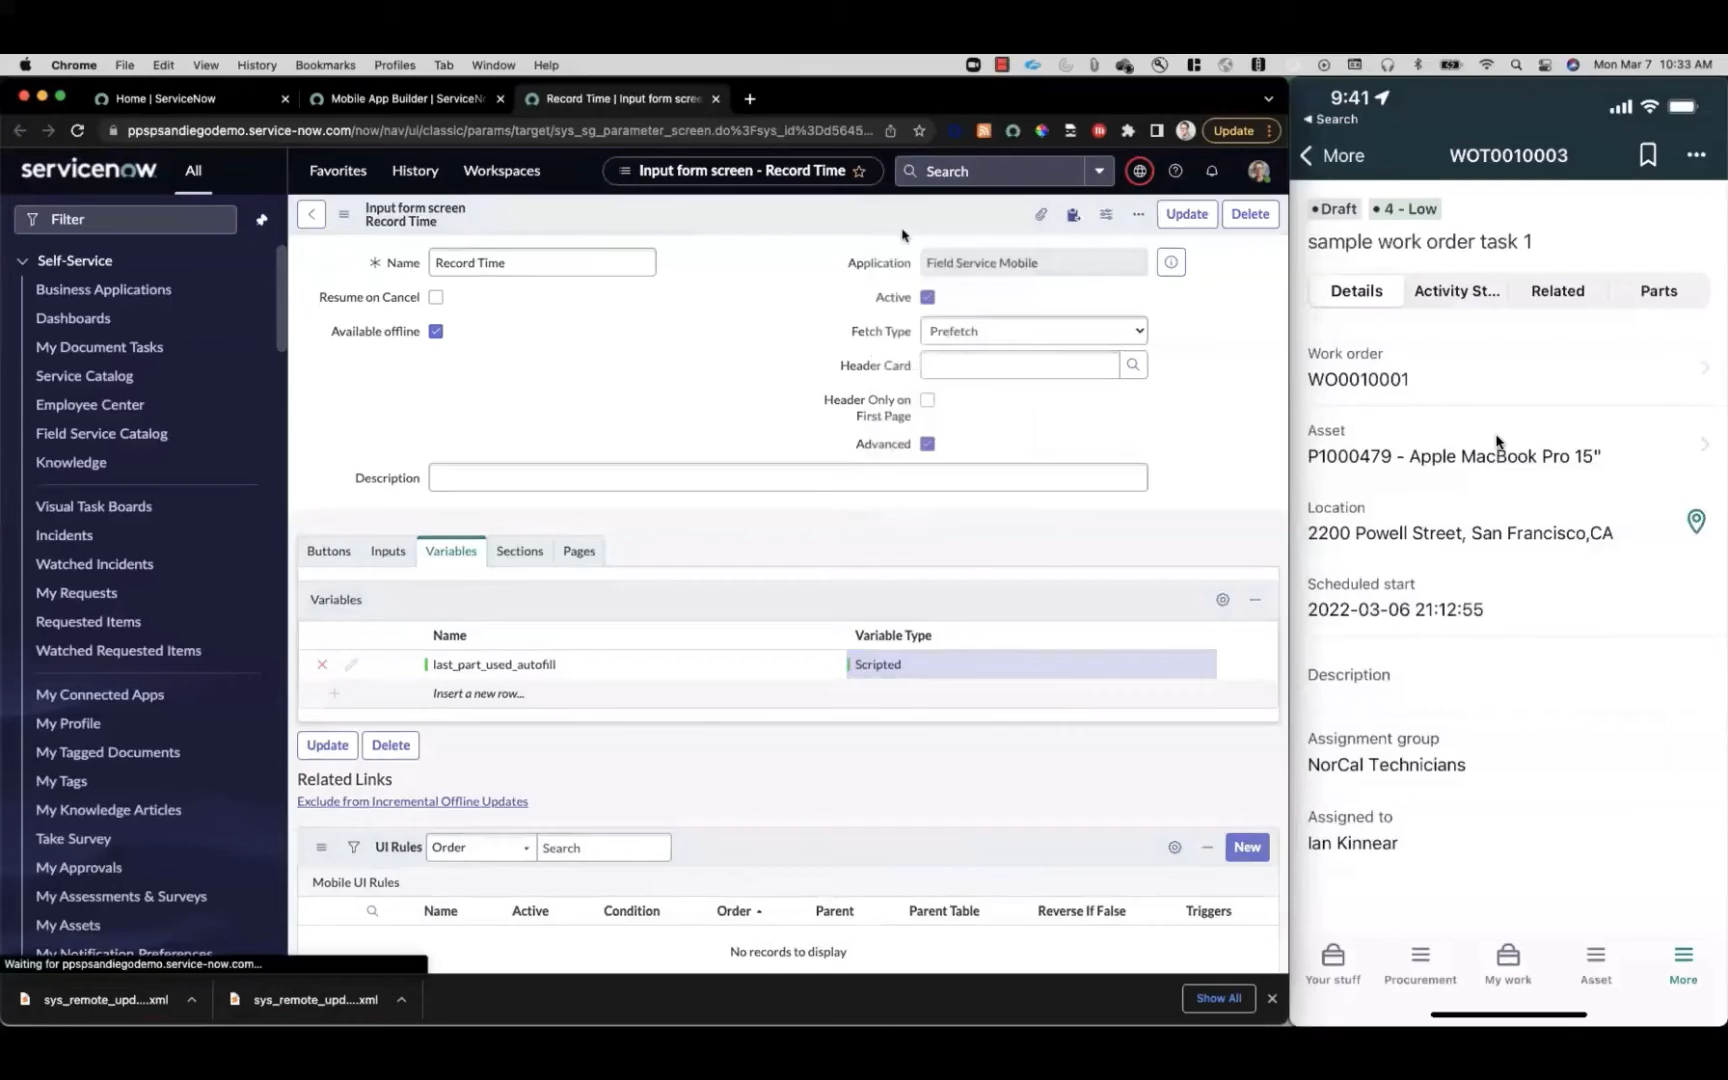 Chrome File Edit View History Bookmarks Profiles Tab Window Help
Mon Mar 7 10:33 AM
Home | ServiceNow
Mobile App Builder | ServiceN
Record Time | Input form scree
ppspsandiegodemo.service-now.com/now/nav/ui/classic/params/target/sys_sg_parameter_screen.do%3Fsys_id%3Dd5645...
Update
servicenow
All
Favorites History Workspaces
Input form screen - Record Time
Search
Filter
Self-Service
Business Applications
Dashboards
My Document Tasks
Service Catalog
Employee Center
Field Service Catalog
Knowledge
Visual Task Boards
Incidents
Watched Incidents
My Requests
Requested Items
Watched Requested Items
My Connected Apps
My Profile
My Tagged Documents
My Tags
My Knowledge Articles
Take Survey
My Approvals
My Assessments & Surveys
My Assets
My Notification Preferences
Waiting for ppspsandiegodemo.service-now.com...
Input form screen
Record Time
Update Delete
Name Record Time
Application Field Service Mobile
Resume on Cancel
Active
Available offline
Fetch Type Prefetch
Header Card
Header Only on
First Page
Advanced
Description
Buttons Inputs Variables Sections Pages
Variables
Name Variable Type
last_part_used_autofill Scripted
Insert a new row...
Update Delete
Related Links
Exclude from Incremental Offline Updates
UI Rules Order Search New
Mobile UI Rules
Name Active Condition Order Parent Parent Table Reverse If False Triggers
No records to display
sys_remote_upd....xml
sys_remote_upd....xml
Show All
9:41
Search
More
WOT0010003
Draft 4 - Low
sample work order task 1
Details Activity St... Related Parts
Work order
WO0010001
Asset
P1000479 - Apple MacBook Pro 15"
Location
2200 Powell Street, San Francisco,CA
Scheduled start
2022-03-06 21:12:55
Description
Assignment group
NorCal Technicians
Assigned to
Ian Kinnear
Your stuff Procurement My work Asset More